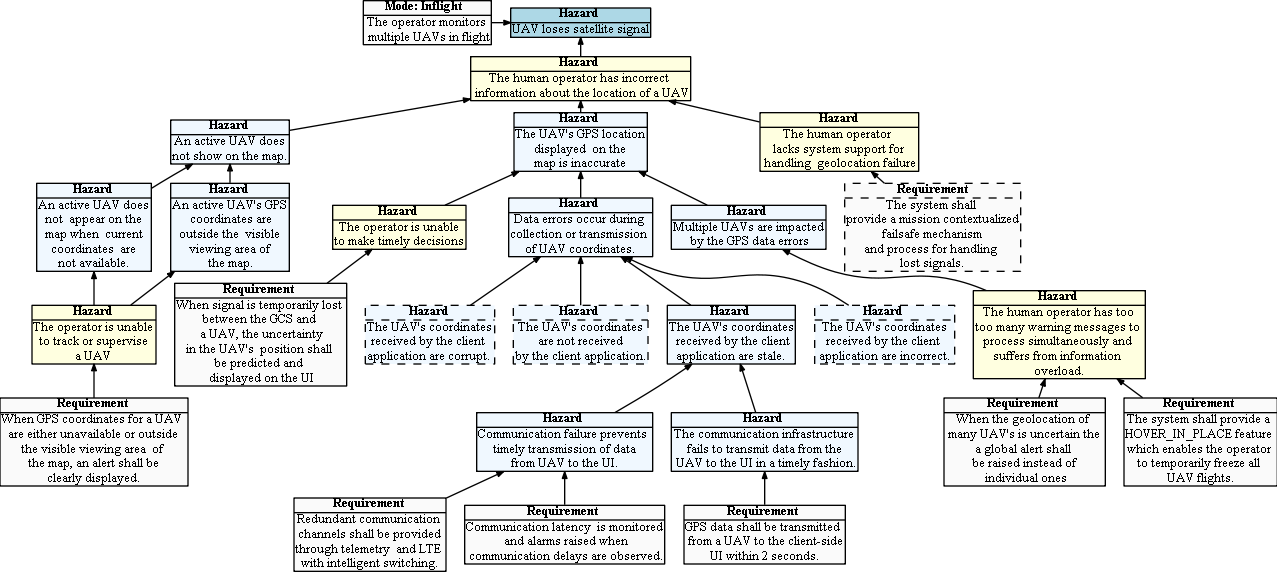 Mode: Inflight
The operator monitors
multiple UAVs in flight
Hazard
UAV loses satellite signal
Hazard
The human operator has incorrect
information about the location of a UAV
Hazard
An active UAV does
not show on the map.
Hazard
The UAV's GPS location
displayed on the
map is inaccurate
Hazard
The human operator
lacks system support for
handling geolocation failure
Hazard
An active UAV does
not appear on the
map when current
coordinates are
not available.
Hazard
An active UAV's GPS
coordinates are
outside the visible
viewing area of
the map.
Hazard
The operator is unable
to make timely decisions
Hazard
Data errors occur during
collection or transmission
of UAV coordinates.
Hazard
Multiple UAVs are impacted
by the GPS data errors
Requirement
The system shall
provide a mission contextualized
failsafe mechanism
and process for handling
lost signals.
Hazard
The operator is unable
to track or supervise
a UAV
Requirement
When signal is temporarily lost
between the GCS and
a UAV, the uncertainty
in the UAV's position shall
be predicted and
displayed on the UI
Hazard
The UAV's coordinates
received by the client
application are corrupt.
Hazard
The UAV's coordinates
are not received
by the client application.
Hazard
The UAV's coordinates
received by the client
application are stale.
Hazard
The UAV's coordinates
received by the client
application are incorrect.
Hazard
The human operator has too
too many warning messages to
process simultaneously and
suffers from information
overload.
Requirement
When GPS coordinates for a UAV
are either unavailable or outside
the visible viewing area of
the map, an alert shall be
clearly displayed.
Hazard
Communication failure prevents
timely transmission of data
from UAV to the UI.
Hazard
The communication infrastructure
fails to transmit data from the
UAV to the UI in a timely fashion.
Requirement
When the geolocation of
many UAV's is uncertain the
a global alert shall
be raised instead of
individual ones
Requirement
The system shall provide a
HOVER_IN_PLACE feature
which enables the operator
to temporarily freeze all
UAV flights.
Requirement
Redundant communication
channels shall be provided
through telemetry and LTE
with intelligent switching.
Requirement
Communication latency is monitored
and alarms raised when
communication delays are observed.
Requirement
GPS data shall be transmitted
from a UAV to the client-side
UI within 2 seconds.